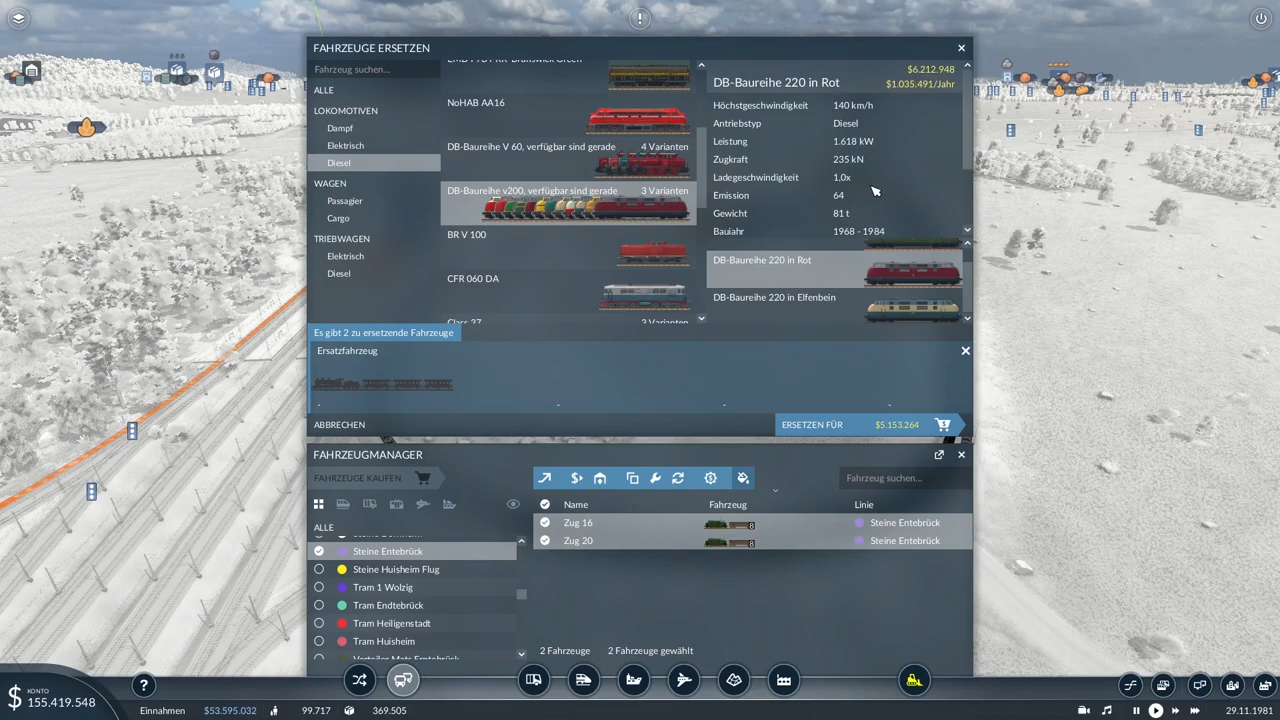 FAHRZEUGE ERSETZEN
Fahrzeug suchen...
ALLE
LOKOMOTIVEN
Dampf
Elektrisch
Diesel
WAGEN
Passagier
Cargo
TRIEBWAGEN
Elektrisch
Diesel
NoHAB AA16
DB-Baureihe V 60, verfügbar sind gerade 4 Varianten
DB-Baureihe v200, verfügbar sind gerade 3 Varianten
BR V 100
CFR 060 DA
Class 37 3 Varianten
$6.212.948
DB-Baureihe 220 in Rot
$1.035.491/Jahr
Höchstgeschwindigkeit 140 km/h
Antriebstyp Diesel
Leistung 1.618 kW
Zugkraft 235 kN
Ladegeschwindigkeit 1,0x
Emission 64
Gewicht 81 t
Baujahr 1968 - 1984
DB-Baureihe 220 in Rot
DB-Baureihe 220 in Elfenbein
Es gibt 2 zu ersetzende Fahrzeuge
Ersatzfahrzeug
- - - -
ABBRECHEN
ERSETZEN FÜR $5.153.264
FAHRZEUGMANAGER
FAHRZEUGE KAUFEN
Fahrzeug suchen...
ALLE
Steine Entebrück
Steine Huisheim Flug
Tram 1 Wolzig
Tram Endtebrück
Tram Heiligenstadt
Tram Huisheim
Name Fahrzeug Linie
Zug 16 8 Steine Entebrück
Zug 20 8 Steine Entebrück
2 Fahrzeuge 2 Fahrzeuge gewählt
KONTO
$ 155.419.548
?
Einnahmen $53.595.032 99.717 369.505
29.11.1981